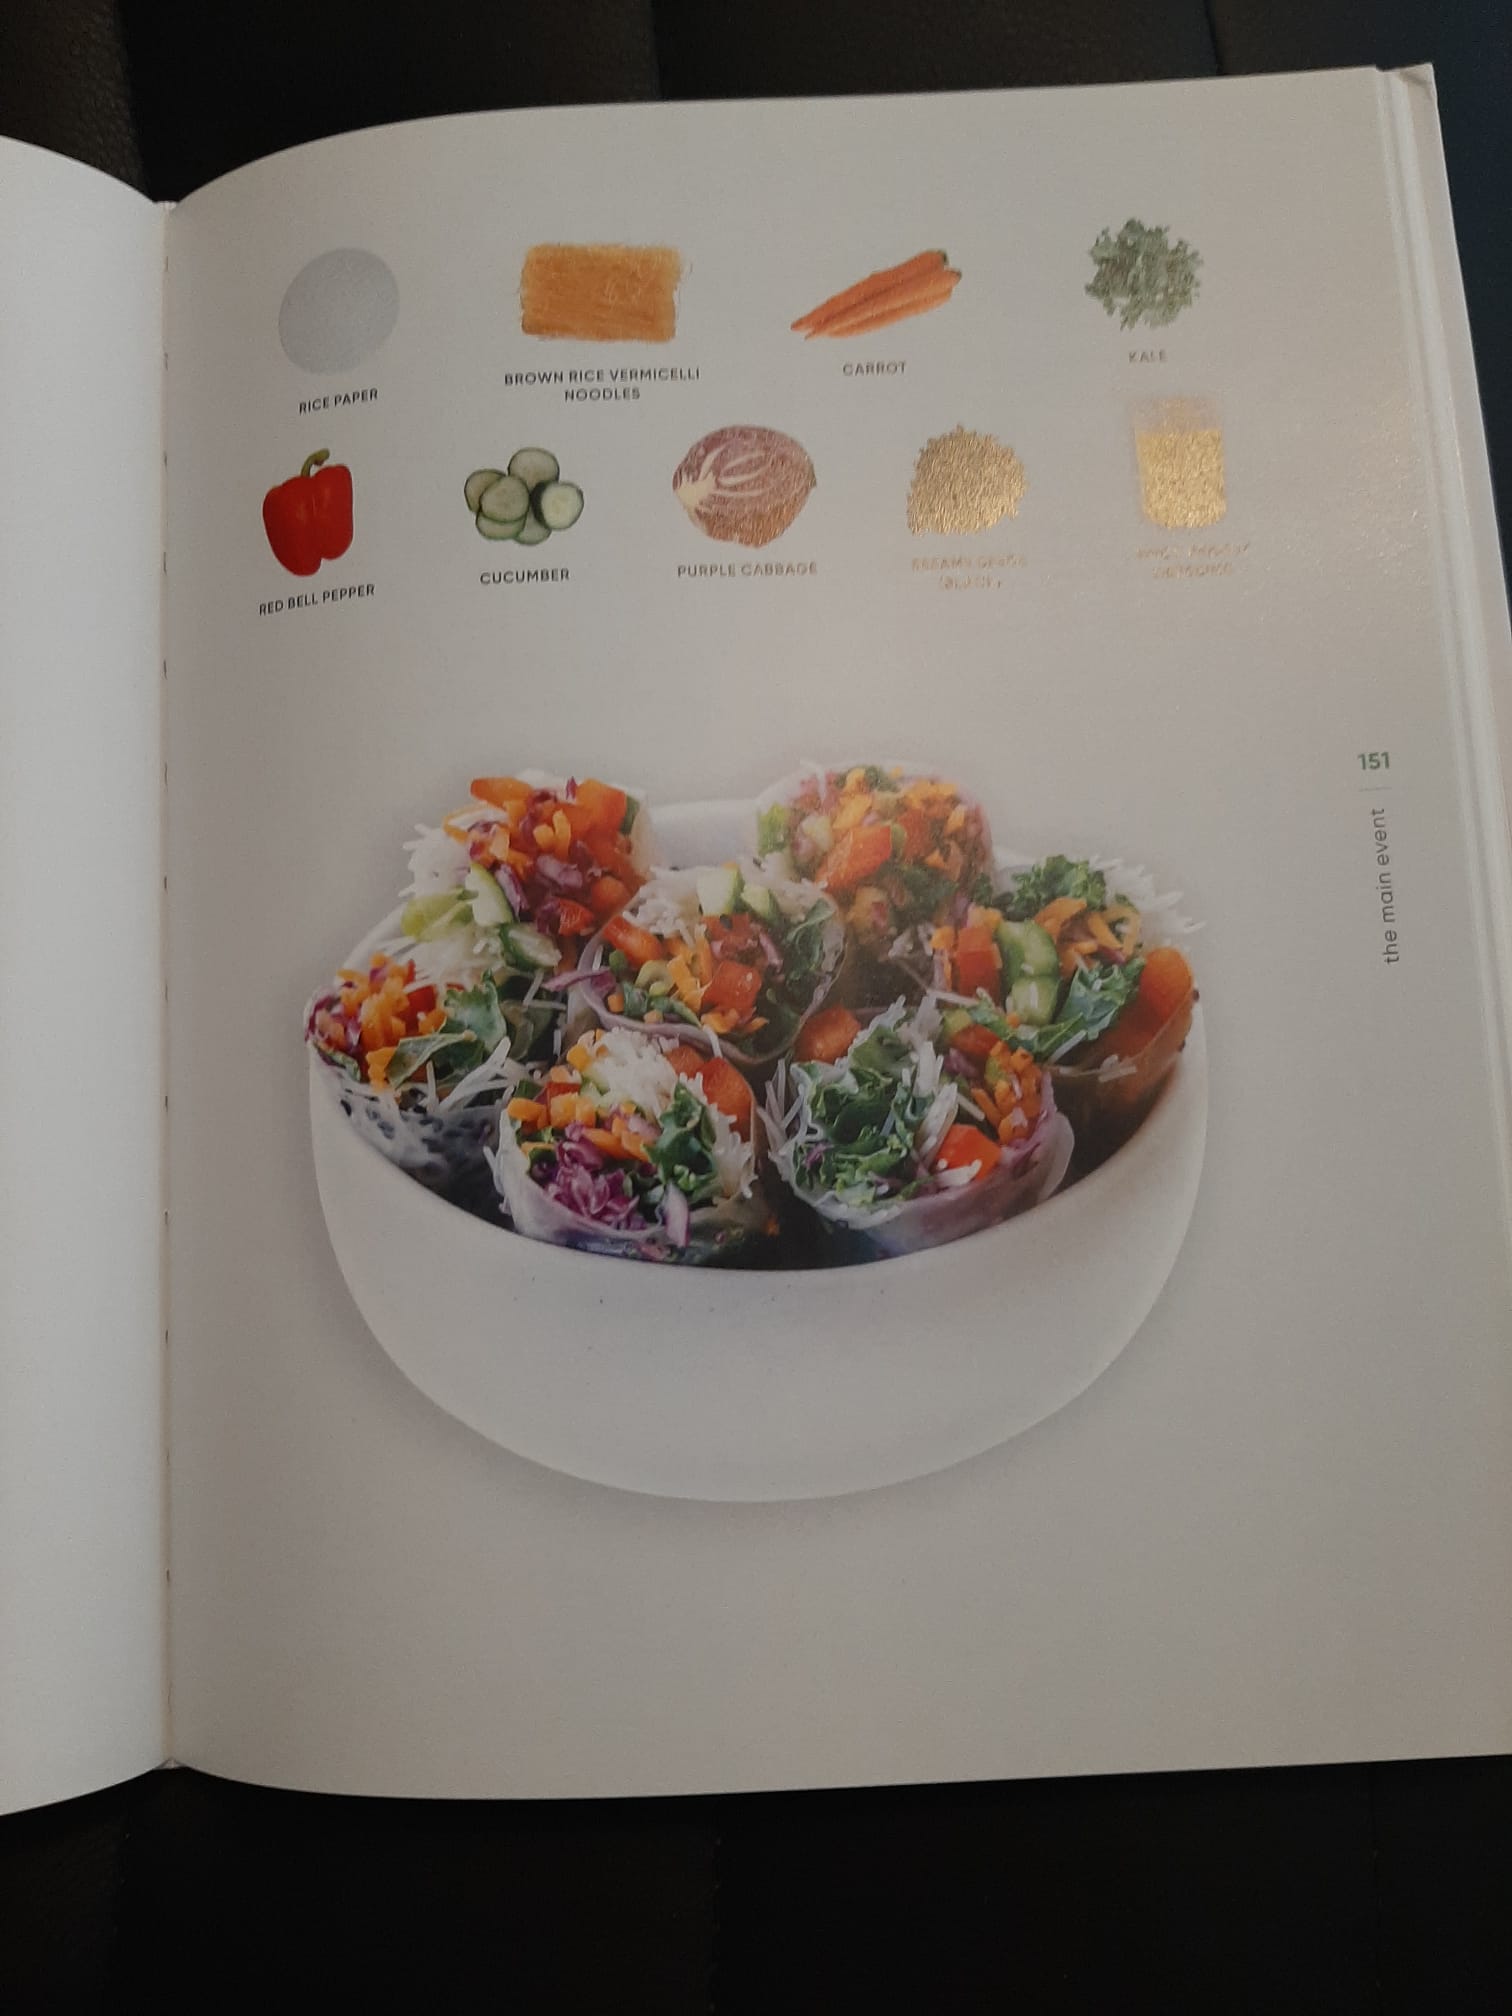 RICE PAPER
BROWN RICE VERMICELLI
NOODLES
CARROT
KALE
RED BELL PEPPER
CUCUMBER
PURPLE CABBAGE
151
the main event